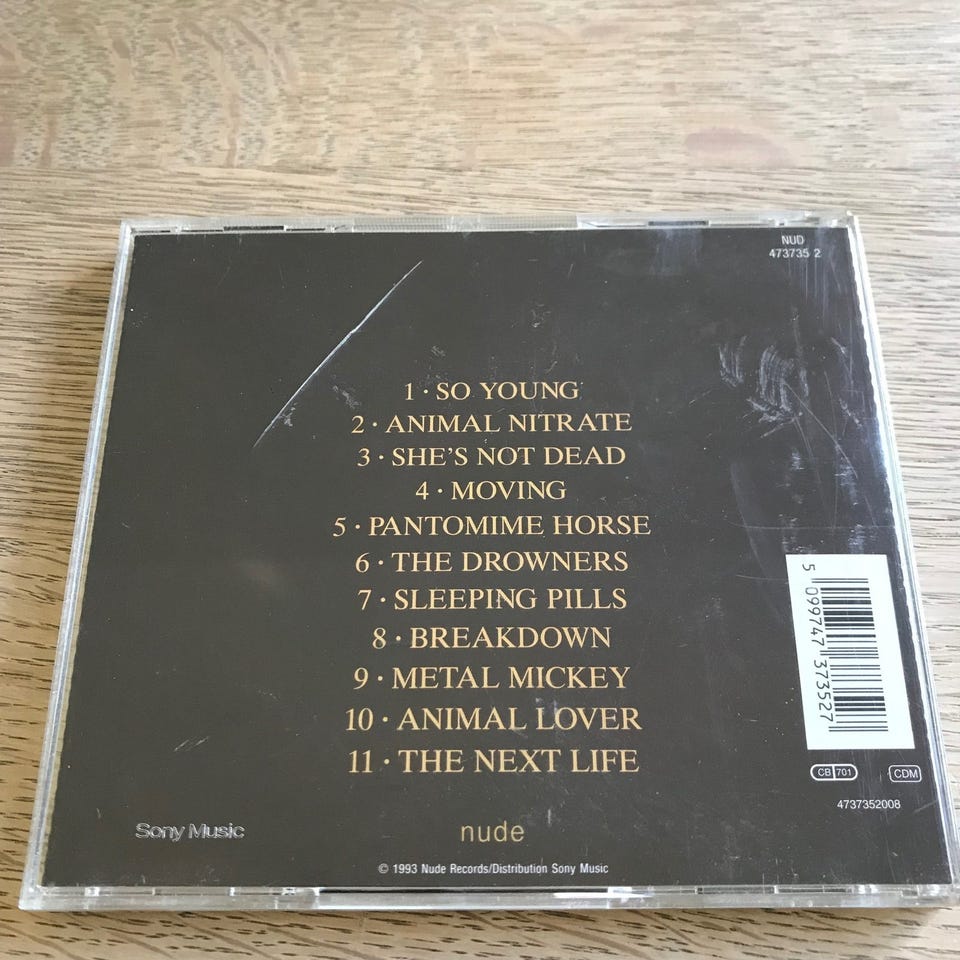 NUD
473735 2
1 · SO YOUNG
2 · ANIMAL NITRATE
3 · SHE'S NOT DEAD
4 · MOVING
5 · PANTOMIME HORSE
6 · THE DROWNERS
7 · SLEEPING PILLS
8 · BREAKDOWN
9 · METAL MICKEY
10 · ANIMAL LOVER
11 · THE NEXT LIFE
5 099747 373527
CB 701
CDM
4737352008
Sony Music
nude
© 1993 Nude Records/Distribution Sony Music